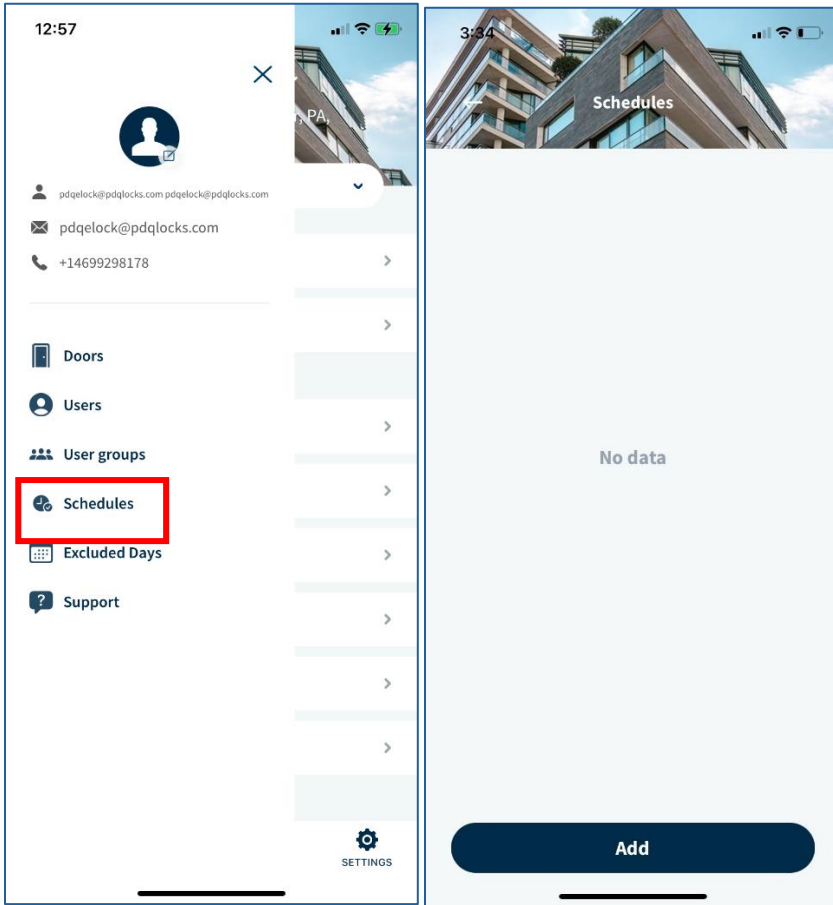 12:57
, PA,
pdqelock@pdqlocks.com pdqelock@pdqlocks.com
pdqelock@pdqlocks.com
+14699298178
Doors
Users
User groups
Schedules
Excluded Days
? Support
SETTINGS
3:34
Schedules
No data
Add